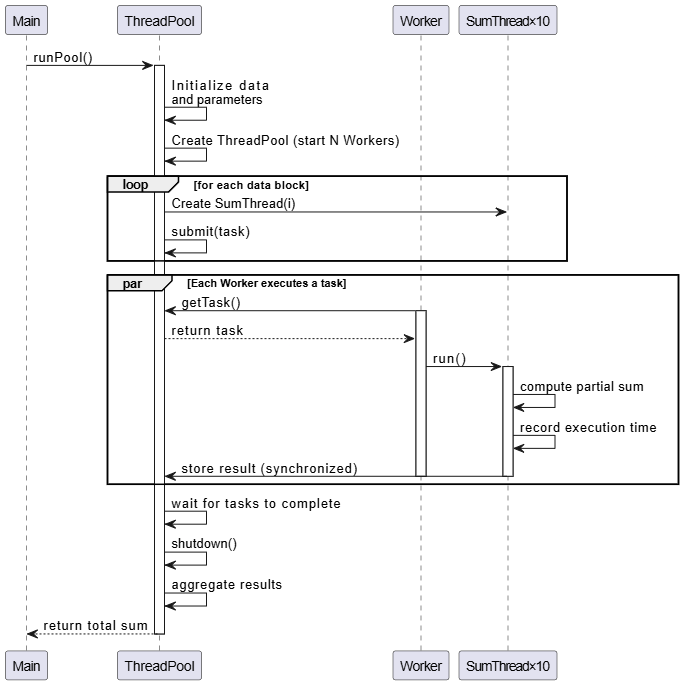 Main ThreadPool Worker SumThread×10
runPool()
Initialize data
and parameters
Create ThreadPool (start N Workers)
loop [for each data block]
Create SumThread(i)
submit(task)
par [Each Worker executes a task]
getTask()
return task
run()
compute partial sum
record execution time
store result (synchronized)
wait for tasks to complete
shutdown()
aggregate results
return total sum
Main ThreadPool Worker SumThread×10